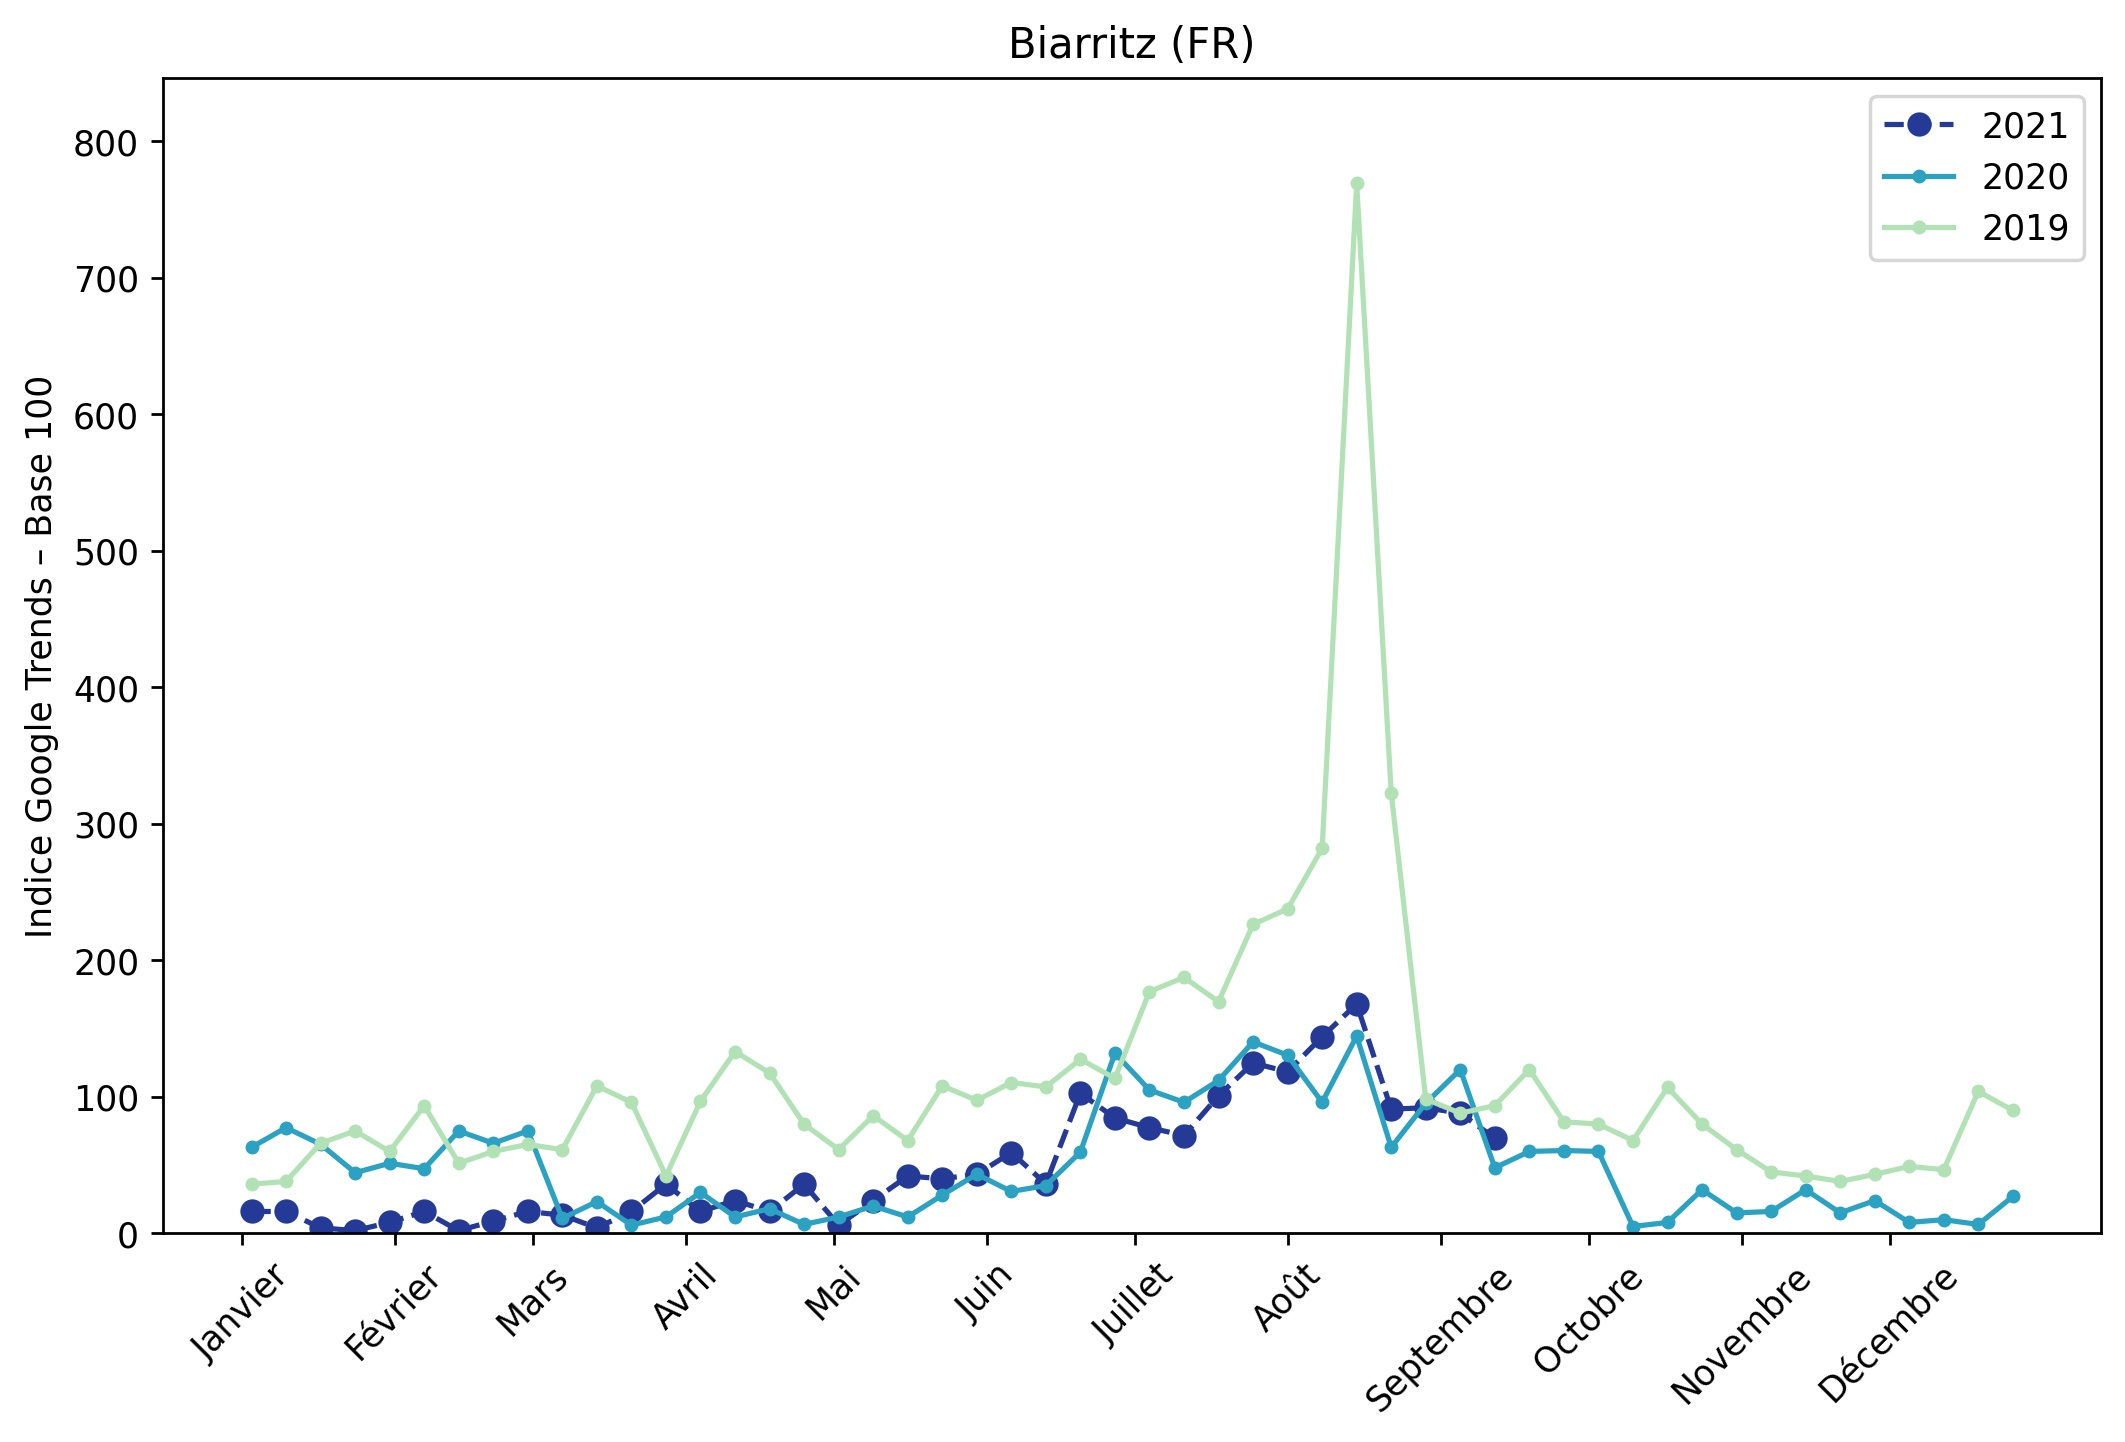 Biarritz (FR)
Indice Google Trends – Base 100
800
700
600
500
400
300
200
100
0
2021
2020
2019
Janvier
Février
Mars
Avril
Mai
Juin
Juillet
Août
Septembre
Octobre
Novembre
Décembre